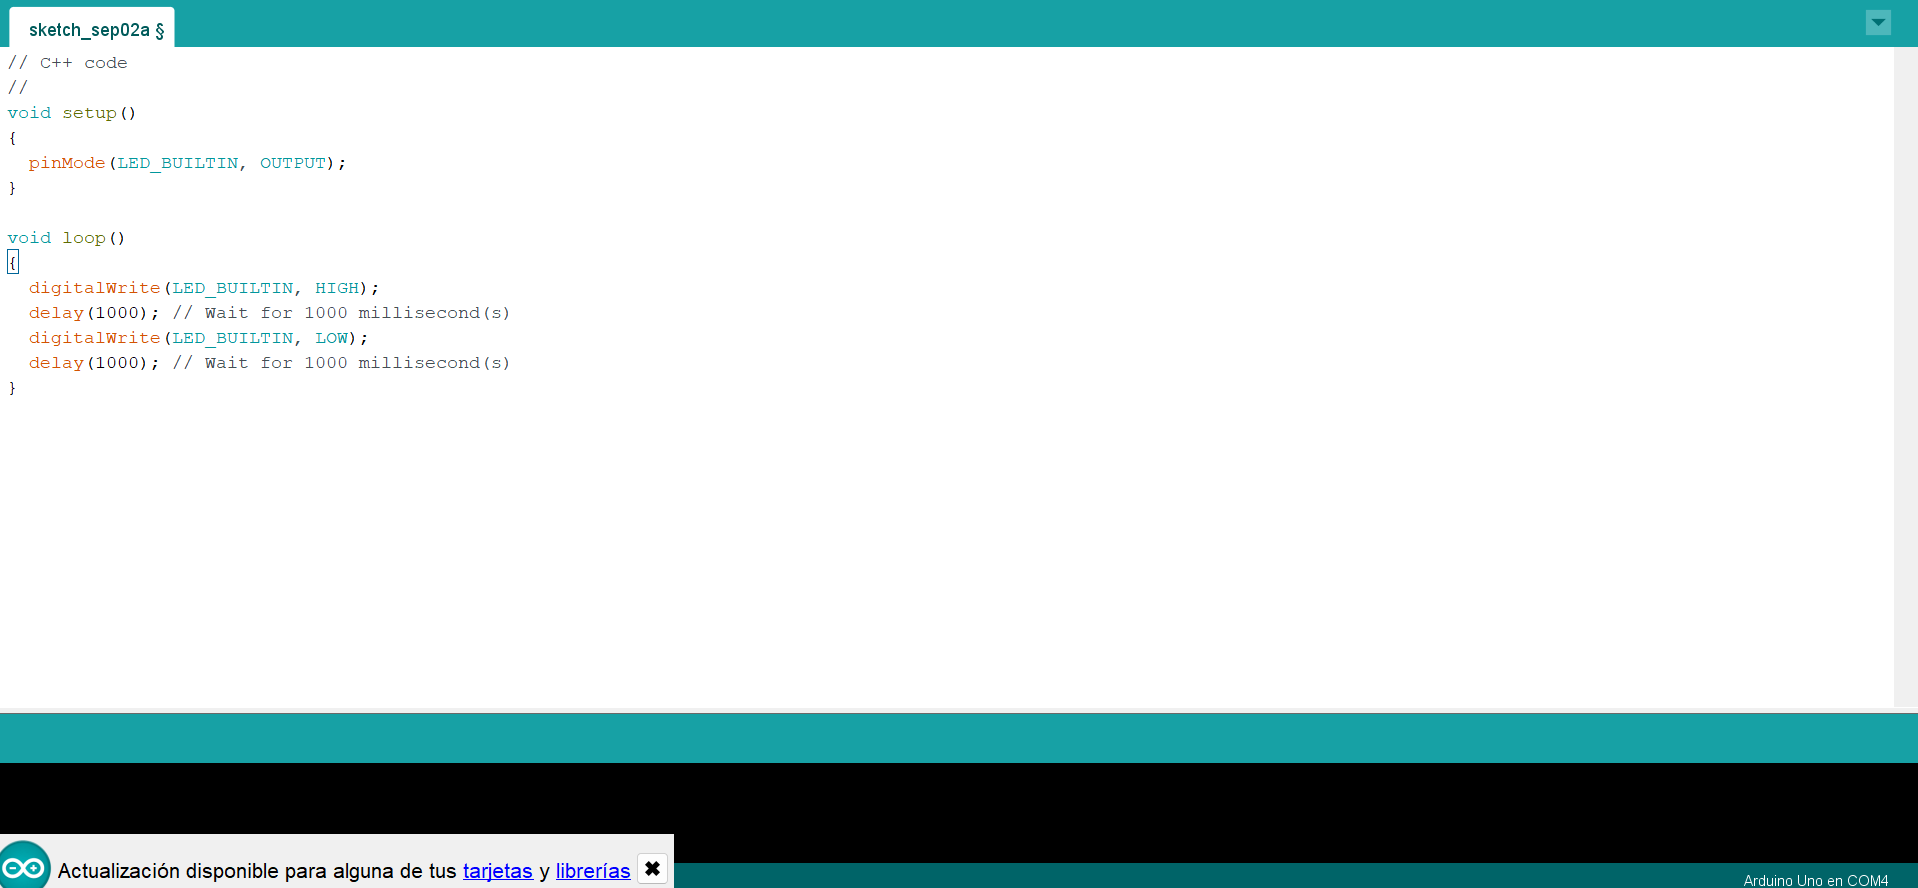 sketch_sep02a §
// C++ code
//
void setup()
{
  pinMode(LED_BUILTIN, OUTPUT);
}
void loop()
{
  digitalWrite(LED_BUILTIN, HIGH);
  delay(1000); // Wait for 1000 millisecond(s)
  digitalWrite(LED_BUILTIN, LOW);
  delay(1000); // Wait for 1000 millisecond(s)
}
Actualización disponible para alguna de tus tarjetas y librerías ✖
Arduino Uno en COM4